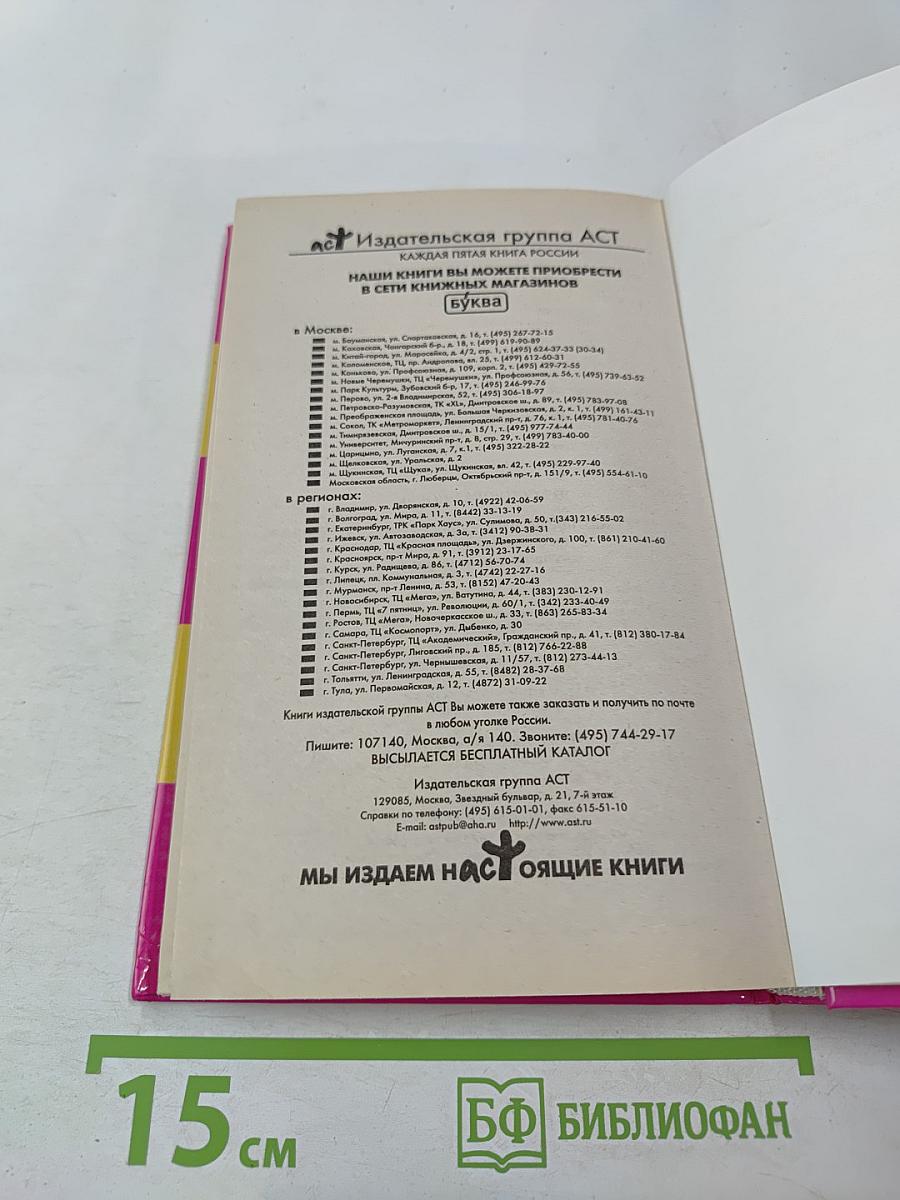 аст Издательская группа АСТ
КАЖДАЯ ПЯТАЯ КНИГА РОССИИ
НАШИ КНИГИ ВЫ МОЖЕТЕ ПРИОБРЕСТИ
В СЕТИ КНИЖНЫХ МАГАЗИНОВ
БУКВА
в Москве:
м. Бауманская, ул. Спартаковская, д. 16, т. (495) 267-72-15
м. Каховская, Чонгарский б-р., д. 18, т. (499) 619-90-89
м. Китай-город, ул. Маросейка, д. 4/2, стр. 1, т. (495) 624-37-33 (30-34)
м. Коломенская, ТЦ, пр. Андропова, вл. 25, т. (499) 612-60-31
м. Коньково, ул. Профсоюзная, д. 109, корп. 2, т. (495) 429-72-55
м. Новые Черемушки, ТЦ «Черемушки», ул. Профсоюзная, д. 56, т. (495) 739-63-52
м. Парк Культуры, Зубовский б-р, 17, т. (495) 246-99-76
м. Перово, ул. 2-я Владимирская, 52, т. (495) 306-18-97
м. Петровско-Разумовская, ТК «XL», Дмитровское ш., д. 89, т. (495) 783-97-08
м. Преображенская площадь, ул. Большая Черкизовская, д. 2, к. 1, т. (499) 161-43-11
м. Сокол, ТК «Метромаркет», Ленинградский пр-т, д. 76, к. 1, т. (495) 781-40-76
м. Тимирязевская, Дмитровское ш., д. 15/1, т. (495) 977-74-44
м. Университет, Мичуринский пр-т, д. 8, стр. 29, т. (499) 783-40-00
м. Царицыно, ул. Луганская, д. 7, к.1, т. (495) 322-28-22
м. Щелковская, ул. Уральская, д. 2
м. Щукинская, ТЦ «Щука», ул. Щукинская, вл. 42, т. (495) 229-97-40
Московская область, г. Люберцы, Октябрьский пр-т, д. 151/9, т. (495) 554-61-10
в регионах:
г. Владимир, ул. Дворянская, д. 10, т. (4922) 42-06-59
г. Волгоград, ул. Мира, д. 11, т. (8442) 33-13-19
г. Екатеринбург, ТРК «Парк Хаус», ул. Сулимова, д. 50, т.(343) 216-55-02
г. Ижевск, ул. Автозаводская, д. 3а, т. (3412) 90-38-31
г. Краснодар, ТЦ «Красная площадь», ул. Дзержинского, д. 100, т. (861) 210-41-60
г. Красноярск, пр-т Мира, д. 91, т. (3912) 23-17-65
г. Курск, ул. Радищева, д. 86, т. (4712) 56-70-74
г. Липецк, пл. Коммунальная, д. 3, т. (4742) 22-27-16
г. Мурманск, пр-т Ленина, д. 53, т. (8152) 47-20-43
г. Новосибирск, ТЦ «Мега», ул. Ватутина, д. 44, т. (383) 230-12-91
г. Пермь, ТЦ «7 пятниц», ул. Революции, д. 60/1, т. (342) 233-40-49
г. Ростов, ТЦ «Мега», Новочеркасское ш., д. 33, т. (863) 265-83-34
г. Самара, ТЦ «Космопорт», ул. Дыбенко, д. 30
г. Санкт-Петербург, ТЦ «Академический», Гражданский пр., д. 41, т. (812) 380-17-84
г. Санкт-Петербург, Лиговский пр., д. 185, т. (812) 766-22-88
г. Санкт-Петербург, ул. Чернышевская, д. 11/57, т. (812) 273-44-13
г. Тольятти, ул. Ленинградская, д. 55, т. (8482) 28-37-68
г. Тула, ул. Первомайская, д. 12, т. (4872) 31-09-22
Книги издательской группы АСТ Вы можете также заказать и получить по почте
в любом уголке России.
Пишите: 107140, Москва, а/я 140. Звоните: (495) 744-29-17
ВЫСЫЛАЕТСЯ БЕСПЛАТНЫЙ КАТАЛОГ
Издательская группа АСТ
129085, Москва, Звездный бульвар, д. 21, 7-й этаж
Справки по телефону: (495) 615-01-01, факс 615-51-10
E-mail: astpub@aha.ru http://www.ast.ru
МЫ ИЗДАЕМ НАСТОЯЩИЕ КНИГИ
15 см
БФ БИБЛИОФАН